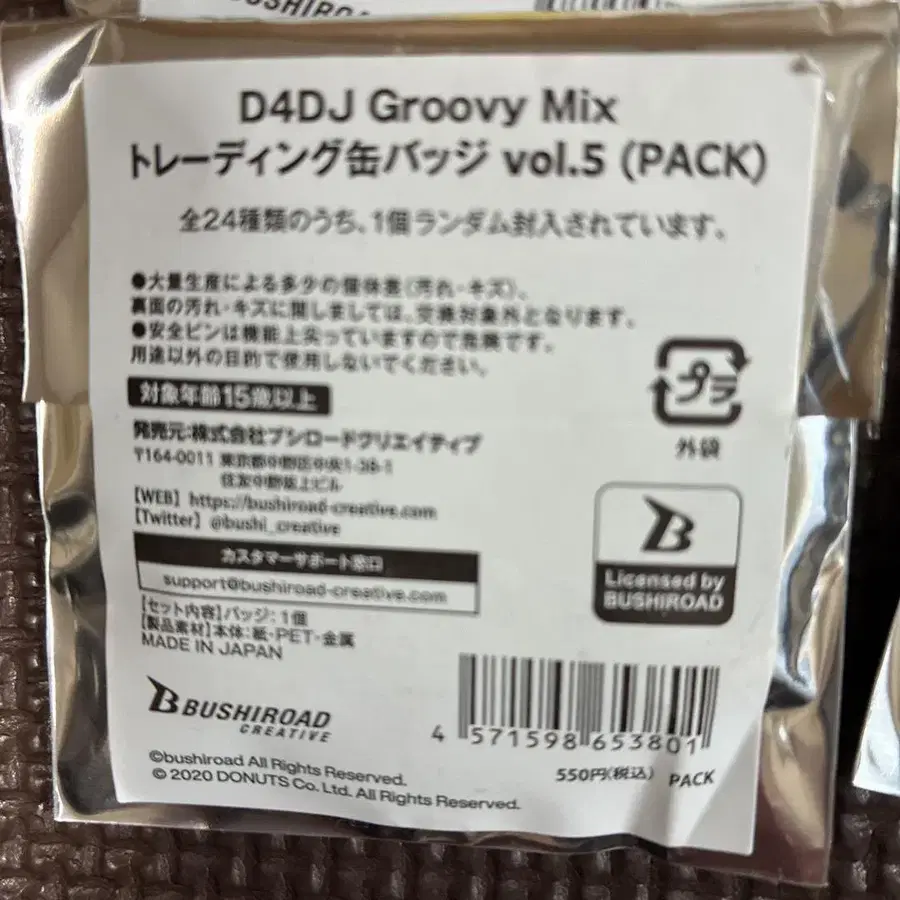 BUSHIROAD
D4DJ Groovy Mix
トレーディング缶バッジ vol.5 (PACK)
全24種類のうち、1個ランダム封入されています。
●大量生産による多少の個体差(汚れ・キズ)、
裏面の汚れ・キズに関しましては、交換対象外となります。
●安全ピンは機能上尖っていますので危険です。
用途以外の目的で使用しないでください。
対象年齢15歳以上
プラ
外袋
発売元:株式会社ブシロードクリエイティブ
〒164-0011 東京都中野区中央1-38-1
住友中野坂上ビル
【WEB】https://bushiroad-creative.com
【Twitter】@bushi_creative
カスタマーサポート窓口
support@bushiroad-creative.com
B
Licensed by
BUSHIROAD
【セット内容】バッジ:1個
【製品素材】本体:紙・PET・金属
MADE IN JAPAN
BUSHIROAD
CREATIVE
4 571598 653801
550円(税込) PACK
©bushiroad All Rights Reserved.
© 2020 DONUTS Co. Ltd. All Rights Reserved.